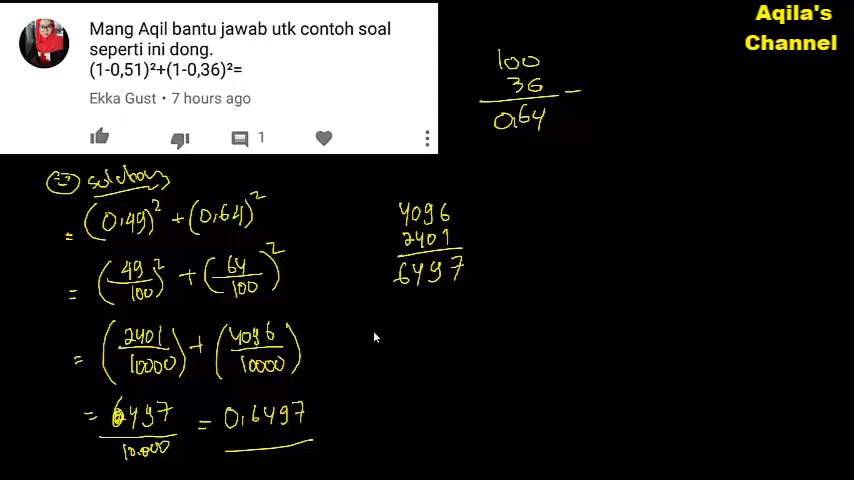 Mang Aqil bantu jawab utk contoh soal
seperti ini dong.
(1-0,51)²+(1-0,36)²=
Ekka Gust • 7 hours ago
1
Aqila's
Channel
100
36 -
0,64
solutions
= (0,49)² + (0,64)²
= (49/100)² + (64/100)²
= (2401/10000) + (4096/10000)
= 6497/10.000 = 0,6497
4096
2401
6497